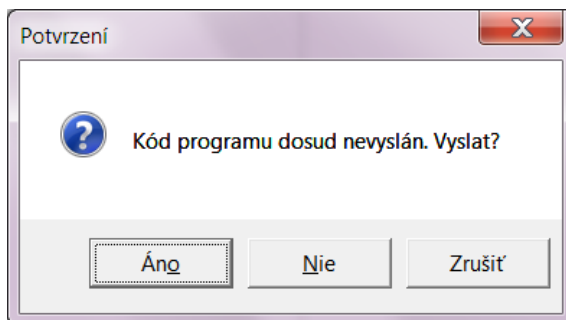 Potvrzení
Kód programu dosud nevyslán. Vyslat?
Áno
Nie
Zrušiť